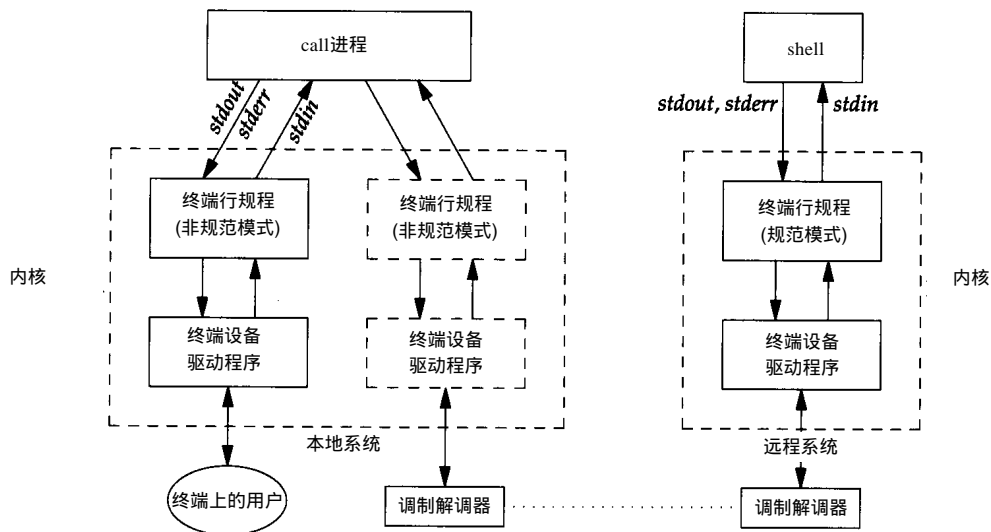 call进程
shell
stdout
stderr
stdin
stdout, stderr
stdin
终端行规程
(非规范模式)
终端行规程
(非规范模式)
终端行规程
(规范模式)
内核
内核
终端设备
驱动程序
终端设备
驱动程序
终端设备
驱动程序
本地系统
远程系统
终端上的用户
调制解调器
调制解调器